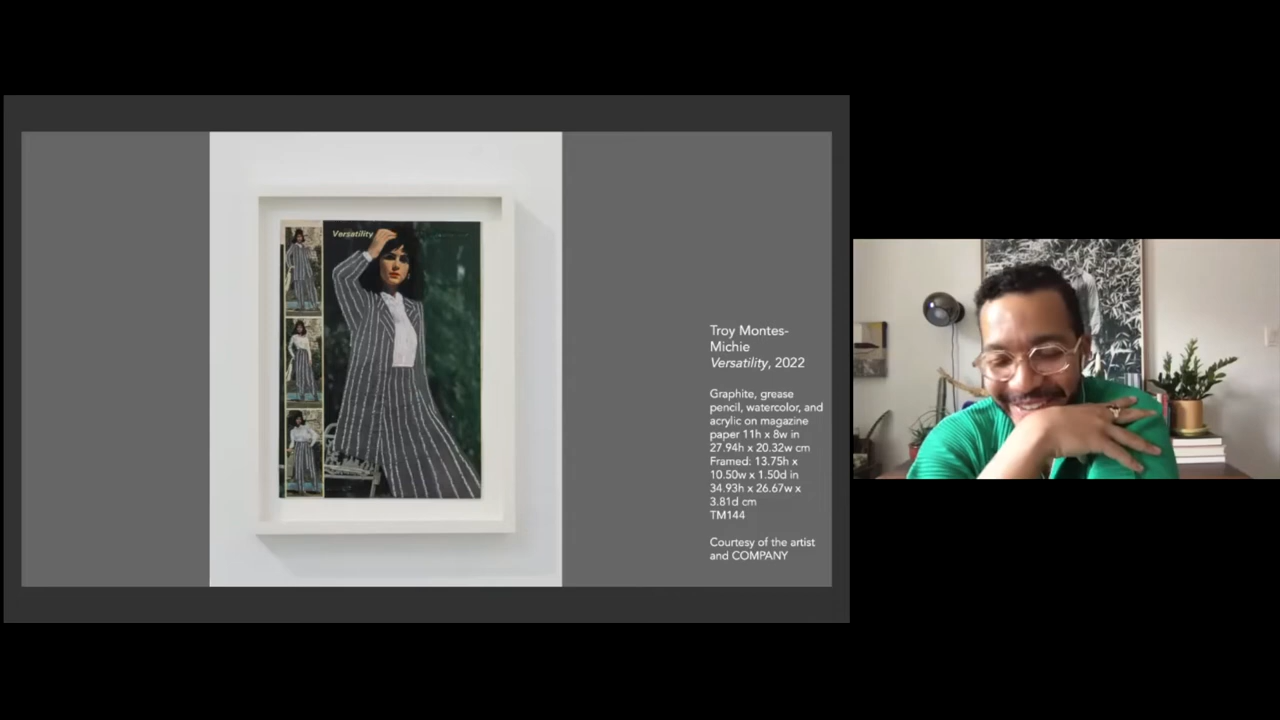 Versatility
Troy Montes-
Michie
Versatility, 2022
Graphite, grease
pencil, watercolor, and
acrylic on magazine
paper 11h x 8w in
27.94h x 20.32w cm
Framed: 13.75h x
10.50w x 1.50d in
34.93h x 26.67w x
3.81d cm
TM144
Courtesy of the artist
and COMPANY